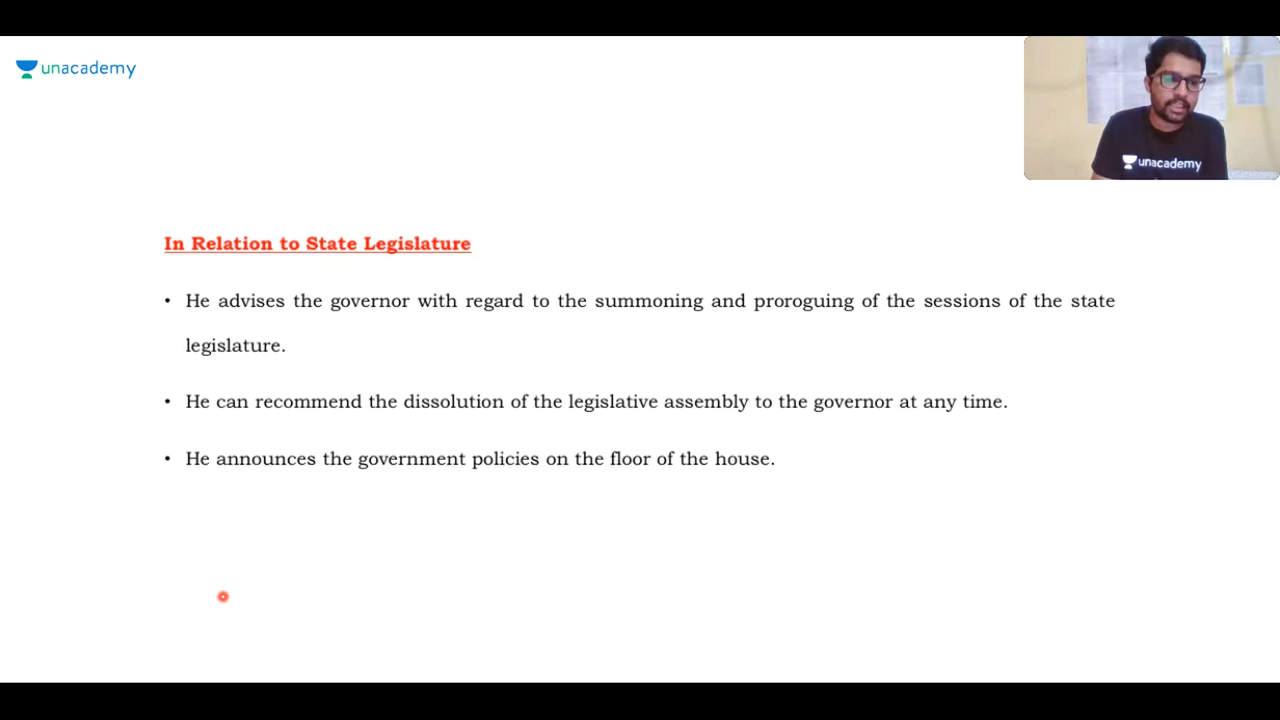 unacademy
unacademy
In Relation to State Legislature
• He advises the governor with regard to the summoning and proroguing of the sessions of the state
legislature.
• He can recommend the dissolution of the legislative assembly to the governor at any time.
• He announces the government policies on the floor of the house.